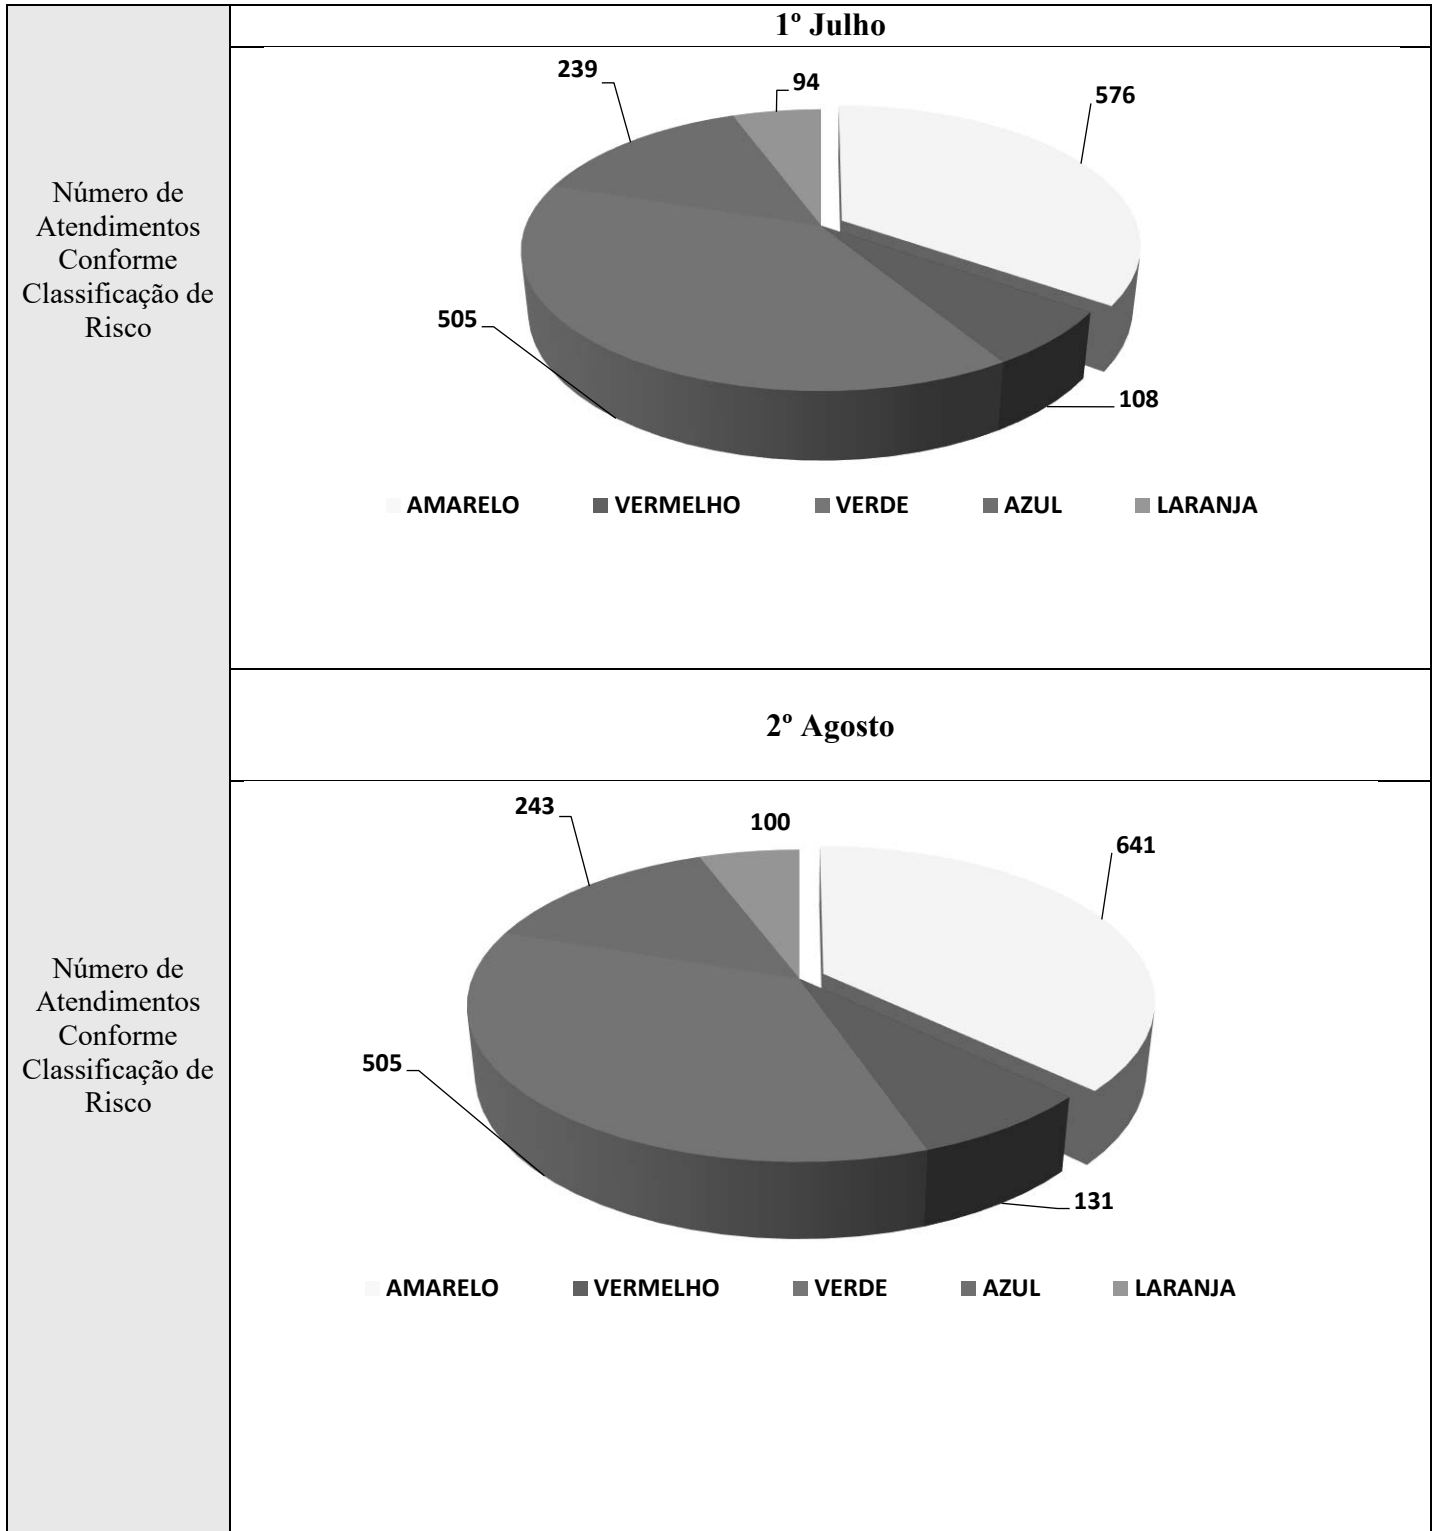 1º Julho
Número de
Atendimentos
Conforme
Classificação de
Risco
239
94
576
505
108
AMARELO VERMELHO VERDE AZUL LARANJA
2º Agosto
Número de
Atendimentos
Conforme
Classificação de
Risco
243
100
641
505
131
AMARELO VERMELHO VERDE AZUL LARANJA